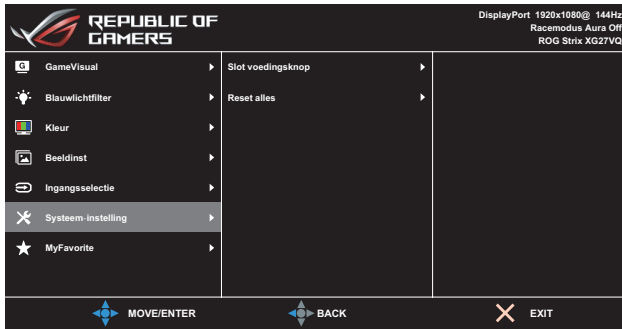 REPUBLIC OF
GAMERS
DisplayPort 1920x1080@ 144Hz
Racemodus Aura Off
ROG Strix XG27VQ
G GameVisual
Blauwlichtfilter
Kleur
Beeldinst
Ingangsselectie
Systeem-instelling
MyFavorite
Slot voedingsknop
Reset alles
MOVE/ENTER
BACK
EXIT